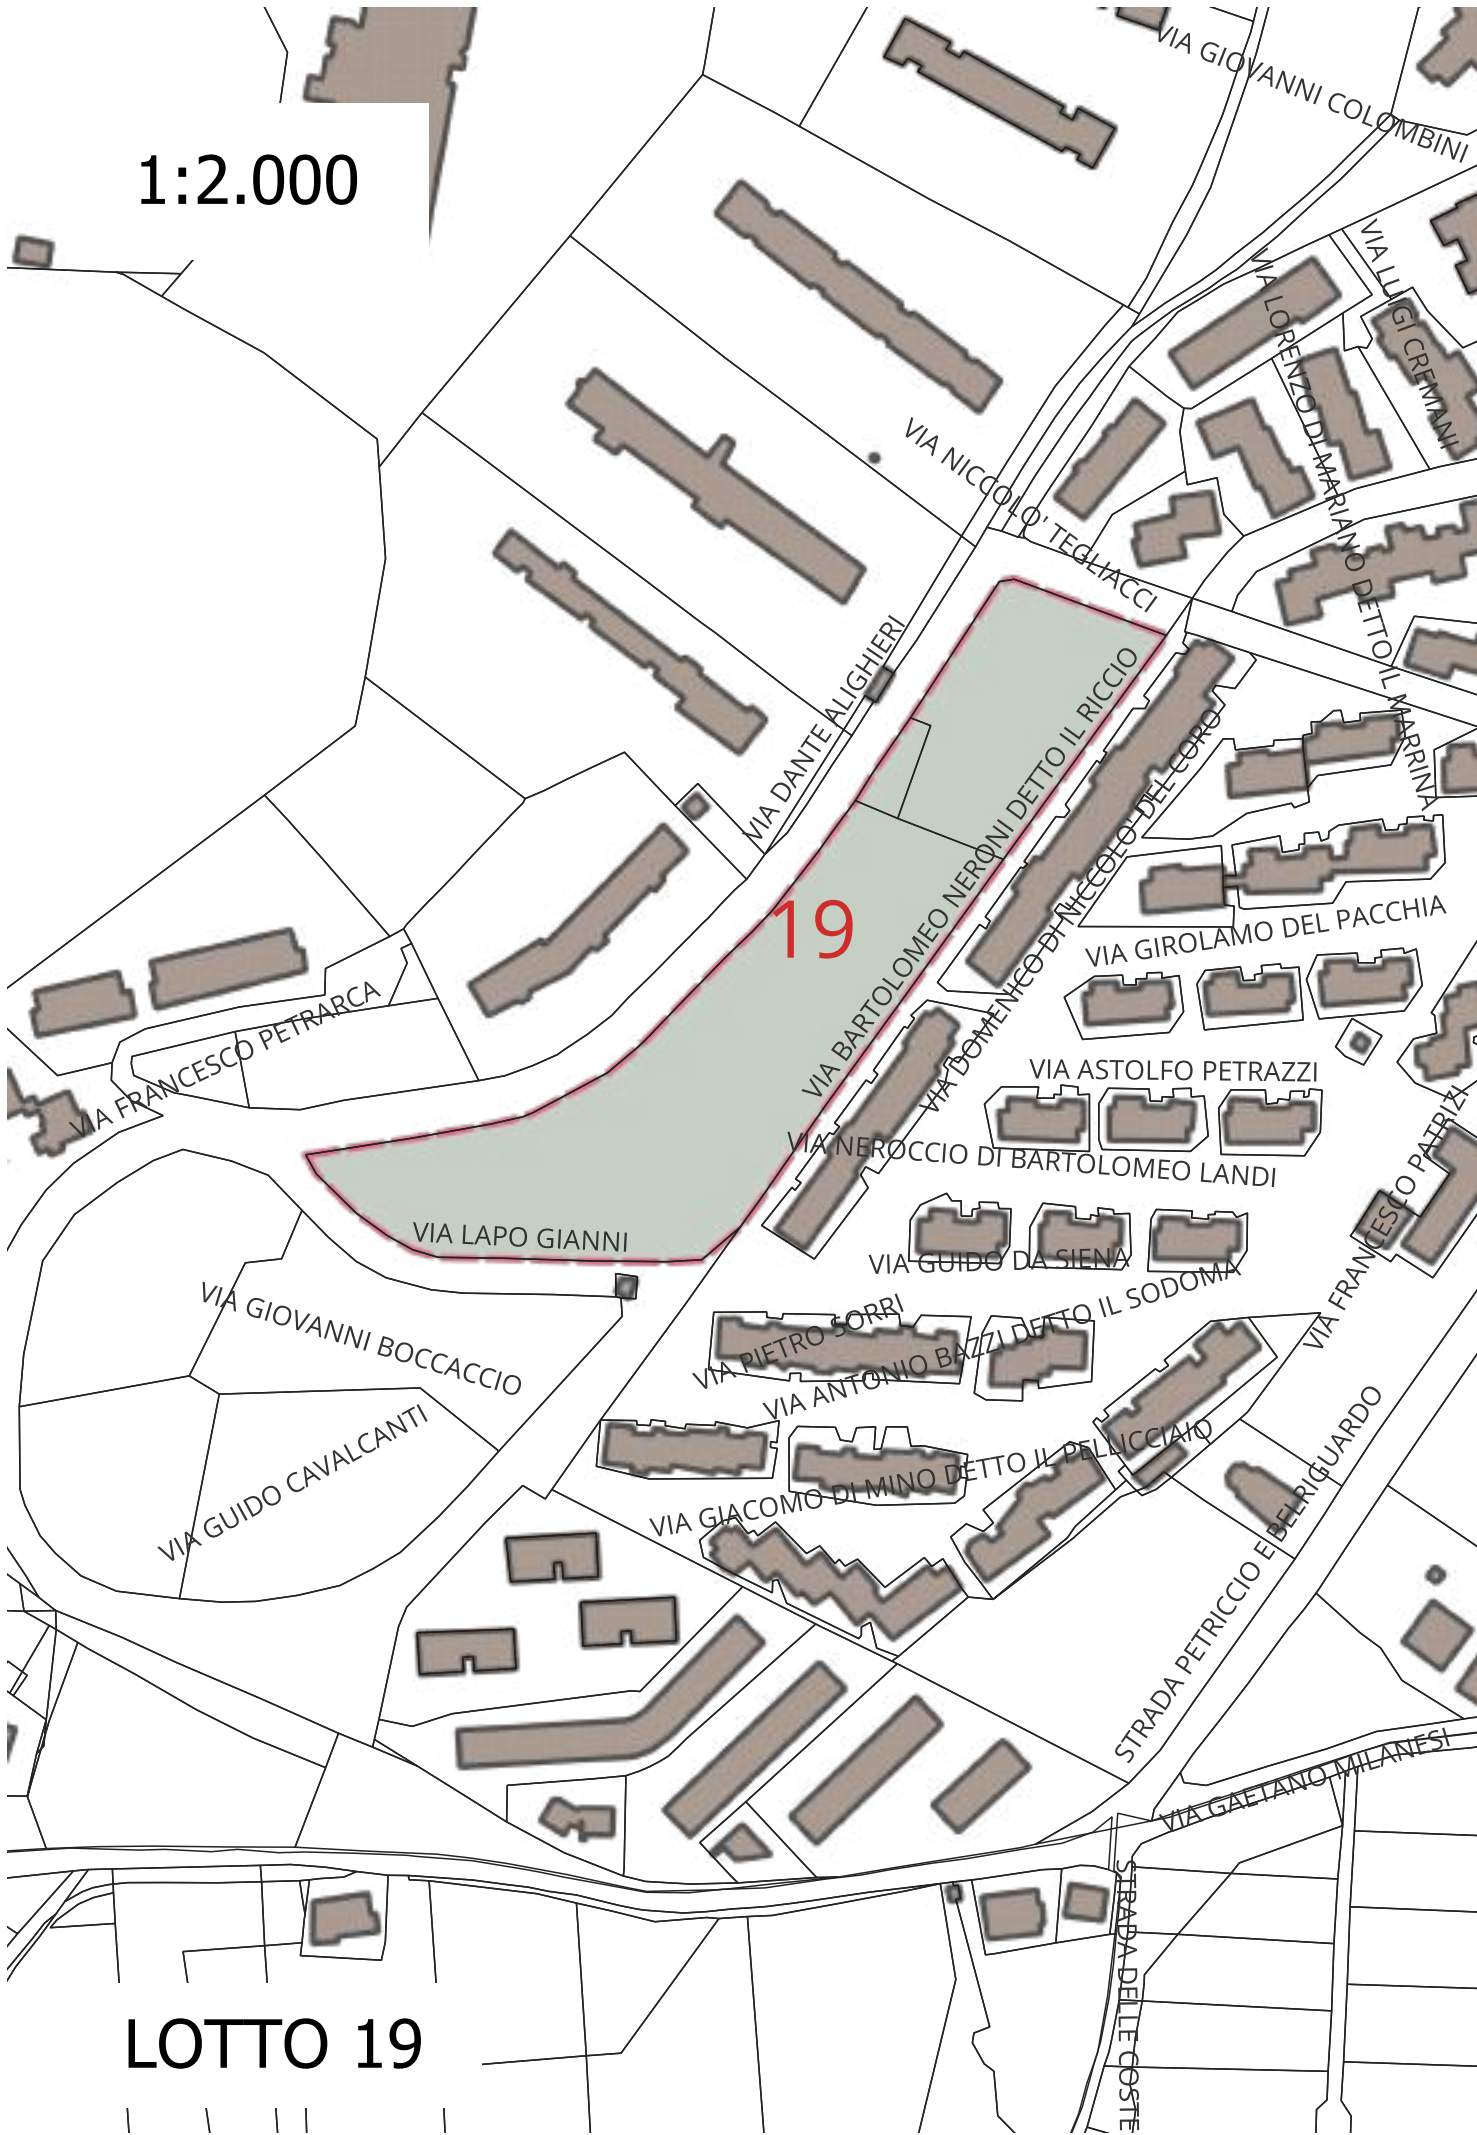 VIA GIOVANNI COLOMBINI
1:2.000
VIA LUIGI CREMANI
VIA LORENZO DI MARIANO DETTO IL MARRINA
VIA NICCOLO' TEGLIACCI
VIA DANTE ALIGHIERI
VIA BARTOLOMEO NERONI DETTO IL RICCIO
VIA DOMENICO DI NICCOLO' DEL CORO
19
VIA GIROLAMO DEL PACCHIA
VIA FRANCESCO PETRARCA
VIA ASTOLFO PETRAZZI
VIA NEROCCIO DI BARTOLOMEO LANDI
VIA FRANCESCO PATRIZI
VIA LAPO GIANNI
VIA GUIDO DA SIENA
VIA GIOVANNI BOCCACCIO
VIA PIETRO SORRI
VIA ANTONIO BAZZI DETTO IL SODOMA
VIA GUIDO CAVALCANTI
VIA GIACOMO DI MINO DETTO IL PELLICCIAIO
STRADA PETRICCIO E BELRIGUARDO
VIA GAETANO MILANESI
STRADA DELLE COSTE
LOTTO 19